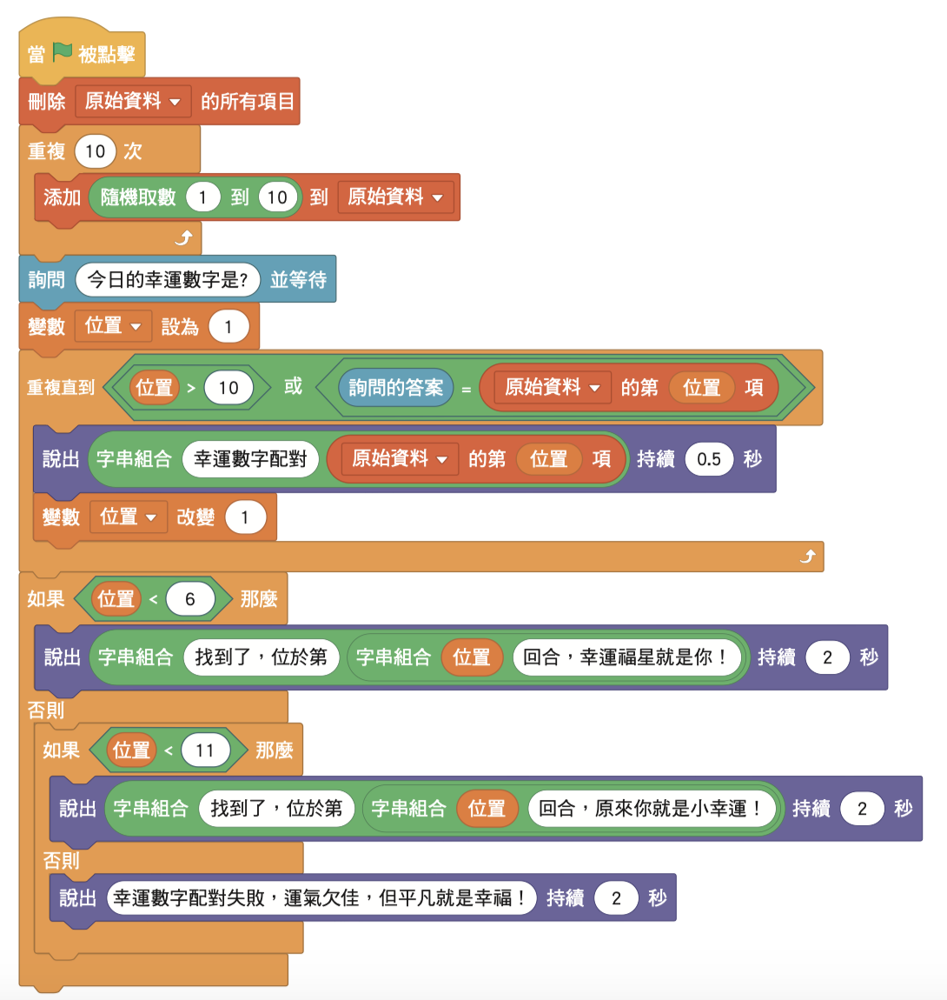 當 被點擊
刪除 原始資料 的所有項目
重複 10 次
添加 隨機取數 1 到 10 到 原始資料
詢問 今日的幸運數字是? 並等待
變數 位置 設為 1
重複直到 位置 > 10 或 詢問的答案 = 原始資料 的第 位置 項
說出 字串組合 幸運數字配對 原始資料 的第 位置 項 持續 0.5 秒
變數 位置 改變 1
如果 位置 < 6 那麼
說出 字串組合 找到了，位於第 字串組合 位置 回合，幸運福星就是你！ 持續 2 秒
否則
如果 位置 < 11 那麼
說出 字串組合 找到了，位於第 字串組合 位置 回合，原來你就是小幸運！ 持續 2 秒
否則
說出 幸運數字配對失敗，運氣欠佳，但平凡就是幸福！ 持續 2 秒